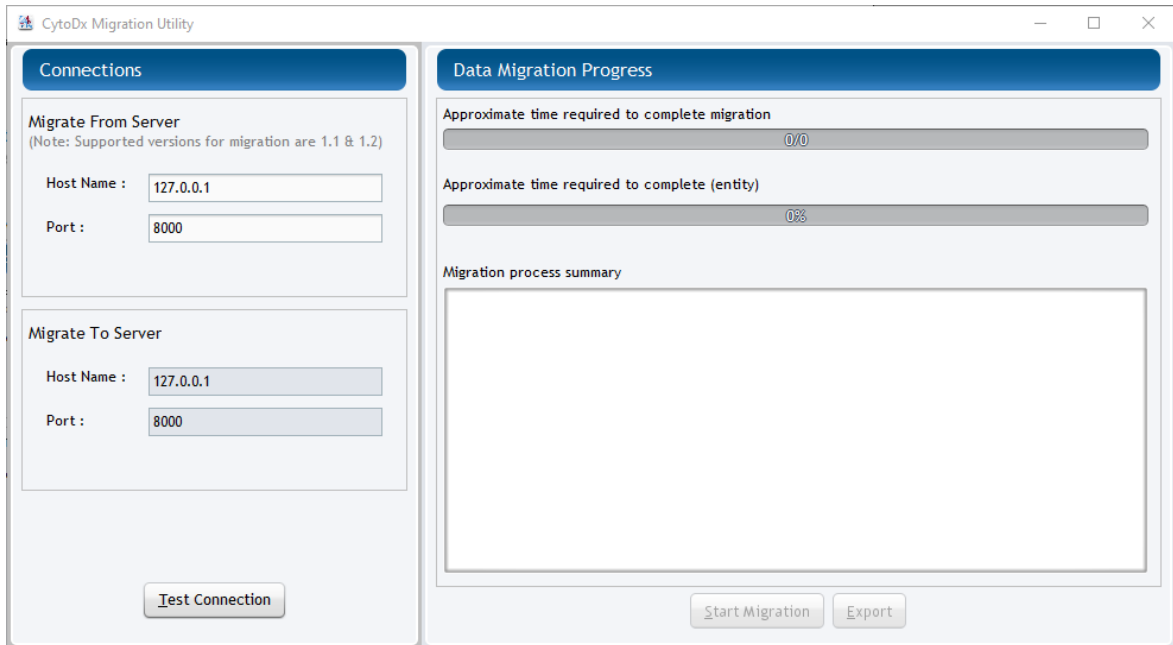 CytoDx Migration Utility
Connections
Migrate From Server
(Note: Supported versions for migration are 1.1 & 1.2)
Host Name :
127.0.0.1
Port :
8000
Migrate To Server
Host Name :
127.0.0.1
Port :
8000
Test Connection
Data Migration Progress
Approximate time required to complete migration
0/0
Approximate time required to complete (entity)
0%
Migration process summary
Start Migration
Export